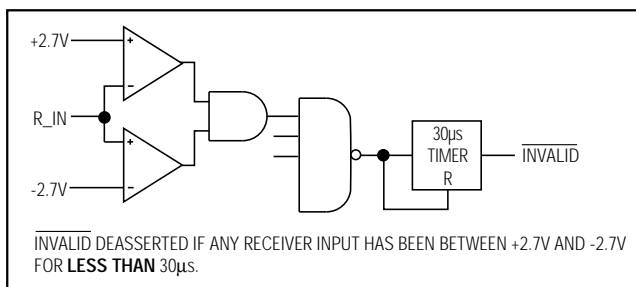 +2.7V
R_IN
-2.7V
+
-
+
-
30μs
TIMER
R
INVALID
INVALID DEASSERTED IF ANY RECEIVER INPUT HAS BEEN BETWEEN +2.7V AND -2.7V
FOR LESS THAN 30μs.